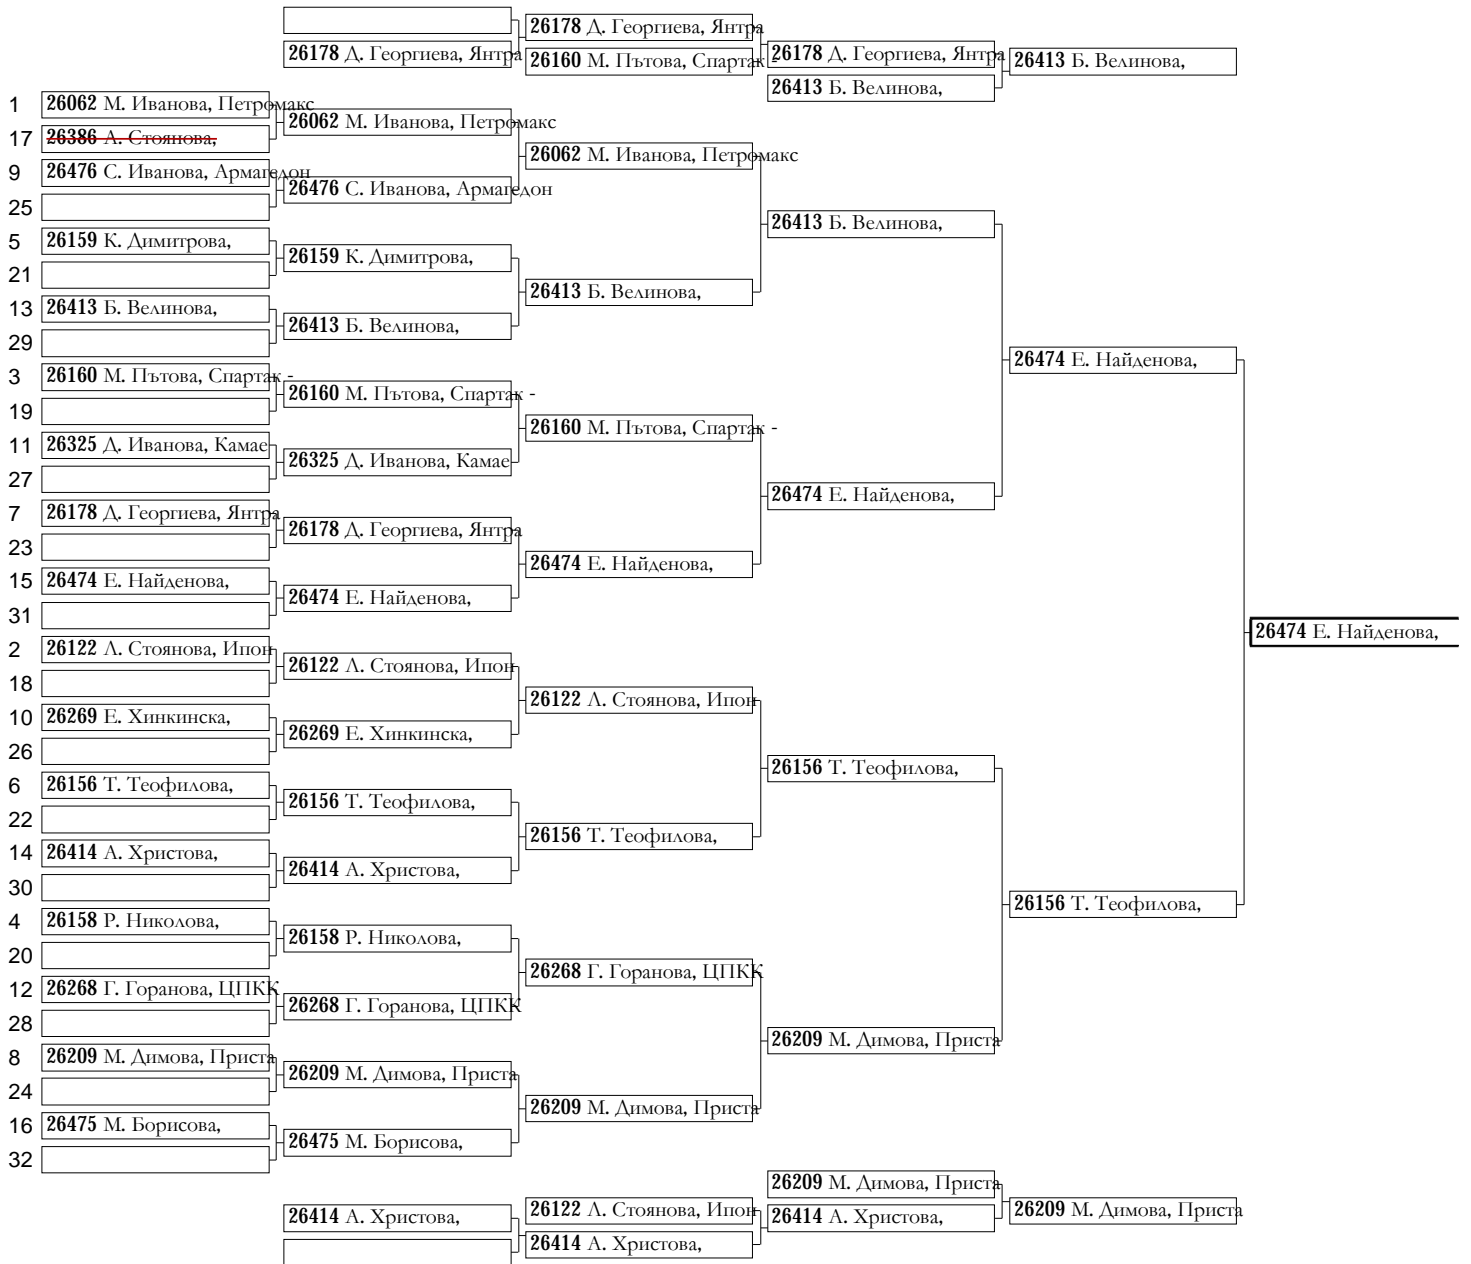 26178 Д. Георгиева, Янтра
26178 Д. Георгиева, Янтра
26160 М. Пътова, Спартак -
26178 Д. Георгиева, Янтра
26413 Б. Велинова,
26413 Б. Велинова,
1 26062 М. Иванова, Петромакс
17 26386 А. Стоянова,
9 26476 С. Иванова, Армагедон
25
5 26159 К. Димитрова,
21
13 26413 Б. Велинова,
29
3 26160 М. Пътова, Спартак -
19
11 26325 Д. Иванова, Камае
27
7 26178 Д. Георгиева, Янтра
23
15 26474 Е. Найденова,
31
2 26122 Л. Стоянова, Ипон
18
10 26269 Е. Хинкинска,
26
6 26156 Т. Теофилова,
22
14 26414 А. Христова,
30
4 26158 Р. Николова,
20
12 26268 Г. Горанова, ЦПКК
28
8 26209 М. Димова, Приста
24
16 26475 М. Борисова,
32
26062 М. Иванова, Петромакс
26476 С. Иванова, Армагедон
26159 К. Димитрова,
26413 Б. Велинова,
26160 М. Пътова, Спартак -
26325 Д. Иванова, Камае
26178 Д. Георгиева, Янтра
26474 Е. Найденова,
26122 Л. Стоянова, Ипон
26269 Е. Хинкинска,
26156 Т. Теофилова,
26414 А. Христова,
26158 Р. Николова,
26268 Г. Горанова, ЦПКК
26209 М. Димова, Приста
26475 М. Борисова,
26062 М. Иванова, Петромакс
26413 Б. Велинова,
26160 М. Пътова, Спартак -
26474 Е. Найденова,
26122 Л. Стоянова, Ипон
26156 Т. Теофилова,
26268 Г. Горанова, ЦПКК
26209 М. Димова, Приста
26413 Б. Велинова,
26474 Е. Найденова,
26156 Т. Теофилова,
26209 М. Димова, Приста
26474 Е. Найденова,
26156 Т. Теофилова,
26474 Е. Найденова,
26414 А. Христова,
26122 Л. Стоянова, Ипон
26414 А. Христова,
26209 М. Димова, Приста
26414 А. Христова,
26209 М. Димова, Приста